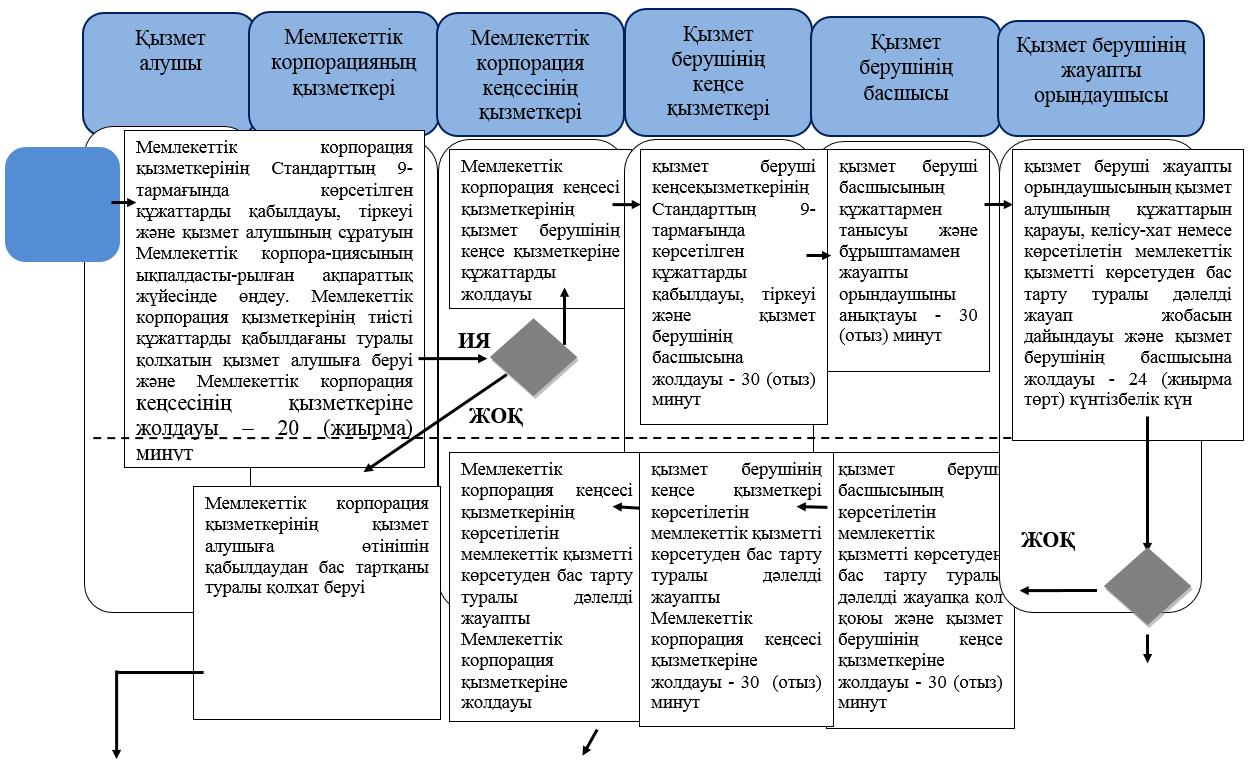 Қызмет
алушы
Мемлекеттік
корпорацияның
қызметкері
Мемлекеттік
корпорация
кеңсесінің
қызметкері
Қызмет
берушінің
кеңсе
қызметкері
Қызмет
берушінің
басшысы
Қызмет берушінің
жауапты
орындаушысы
Мемлекеттік корпорация
қызметкерінің Стандарттың 9-
тармағында көрсетілген
құжаттарды қабылдауы, тіркеуі
және қызмет алушының сұратуын
Мемлекеттік корпора-циясының
ықпалдасты-рылған ақпараттық
жүйесінде өңдеу. Мемлекеттік
корпорация қызметкерінің тиісті
құжаттарды қабылдағаны туралы
қолхатын қызмет алушыға беруі
және Мемлекеттік корпорация
кеңсесінің қызметкеріне
жолдауы – 20 (жиырма)
минут
Мемлекеттік
корпорация кеңсесі
қызметкерінің
қызмет берушінің
кеңсе қызметкеріне
құжаттарды
жолдауы
қызмет беруші
кеңсеқызметкерінің
Стандарттың 9-
тармағында
көрсетілген
құжаттарды
қабылдауы, тіркеуі
және қызмет
берушінің
басшысына
жолдауы - 30 (отыз)
минут
қызмет беруші
басшысының
құжаттармен
танысуы және
бұрыштамамен
жауапты
орындаушыны
анықтауы - 30
(отыз) минут
қызмет беруші жауапты
орындаушысының қызмет
алушының құжаттарын
қарауы, келісу-хат немесе
көрсетілетін мемлекеттік
қызметті көрсетуден бас
тарту туралы дәлелді
жауап жобасын
дайындауы және қызмет
берушінің басшысына
жолдауы - 24 (жиырма
төрт) күнтізбелік күн
ИЯ
ЖОҚ
Мемлекеттік корпорация
қызметкерінің қызмет
алушыға өтінішін
қабылдаудан бас тартқаны
туралы қолхат беруі
Мемлекеттік
корпорация кеңсесі
қызметкерінің
көрсетілетін
мемлекеттік қызметті
көрсетуден бас тарту
туралы дәлелді
жауапты
Мемлекеттік
корпорация
қызметкеріне
жолдауы
қызмет берушінің
кеңсе қызметкері
көрсетілетін
мемлекеттік қызметті
көрсетуден бас тарту
туралы дәлелді
жауапты
Мемлекеттік
корпорация кеңсесі
қызметкеріне
жолдауы - 30 (отыз)
минут
қызмет беруші
басшысының
көрсетілетін
мемлекеттік
қызметті көрсетуден
бас тарту туралы
дәлелді жауапқа қол
қоюы және қызмет
берушінің кеңсе
қызметкеріне
жолдауы - 30 (отыз)
минут
ЖОҚ